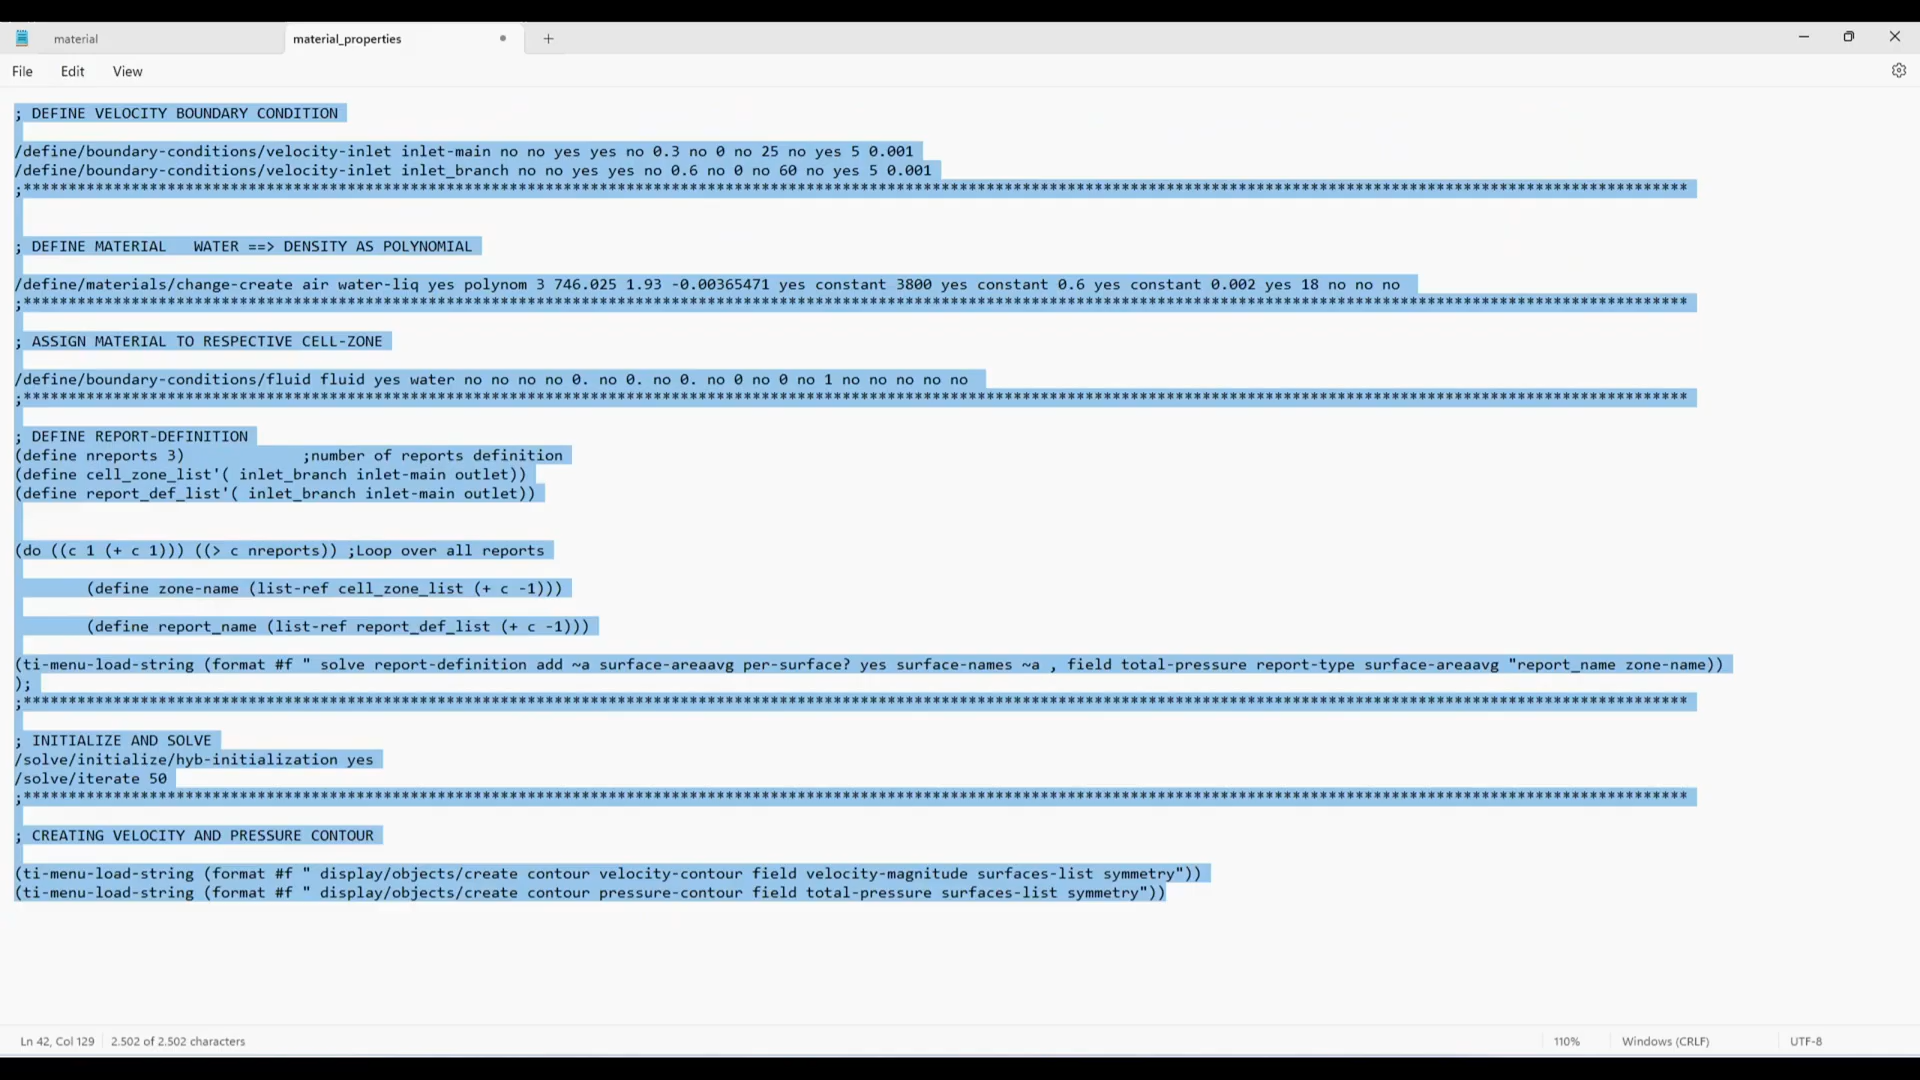 material
material_properties
File Edit View
; DEFINE VELOCITY BOUNDARY CONDITION
/define/boundary-conditions/velocity-inlet inlet-main no no yes yes no 0.3 no 0 no 25 no yes 5 0.001
/define/boundary-conditions/velocity-inlet inlet_branch no no yes yes no 0.6 no 0 no 60 no yes 5 0.001
; DEFINE MATERIAL   WATER ==> DENSITY AS POLYNOMIAL
/define/materials/change-create air water-liq yes polynom 3 746.025 1.93 -0.00365471 yes constant 3800 yes constant 0.6 yes constant 0.002 yes 18 no no no
; ASSIGN MATERIAL TO RESPECTIVE CELL-ZONE
/define/boundary-conditions/fluid fluid yes water no no no no 0. no 0. no 0. no 0 no 0 no 1 no no no no no
; DEFINE REPORT-DEFINITION
(define nreports 3)             ;number of reports definition
(define cell_zone_list'( inlet_branch inlet-main outlet))
(define report_def_list'( inlet_branch inlet-main outlet))
(do ((c 1 (+ c 1))) ((> c nreports)) ;Loop over all reports
(define zone-name (list-ref cell_zone_list (+ c -1)))
(define report_name (list-ref report_def_list (+ c -1)))
(ti-menu-load-string (format #f " solve report-definition add ~a surface-areaavg per-surface? yes surface-names ~a , field total-pressure report-type surface-areaavg "report_name zone-name))
);
; INITIALIZE AND SOLVE
/solve/initialize/hyb-initialization yes
/solve/iterate 50
; CREATING VELOCITY AND PRESSURE CONTOUR
(ti-menu-load-string (format #f " display/objects/create contour velocity-contour field velocity-magnitude surfaces-list symmetry"))
(ti-menu-load-string (format #f " display/objects/create contour pressure-contour field total-pressure surfaces-list symmetry"))
Ln 42, Col 129 2.502 of 2.502 characters 110% Windows (CRLF) UTF-8